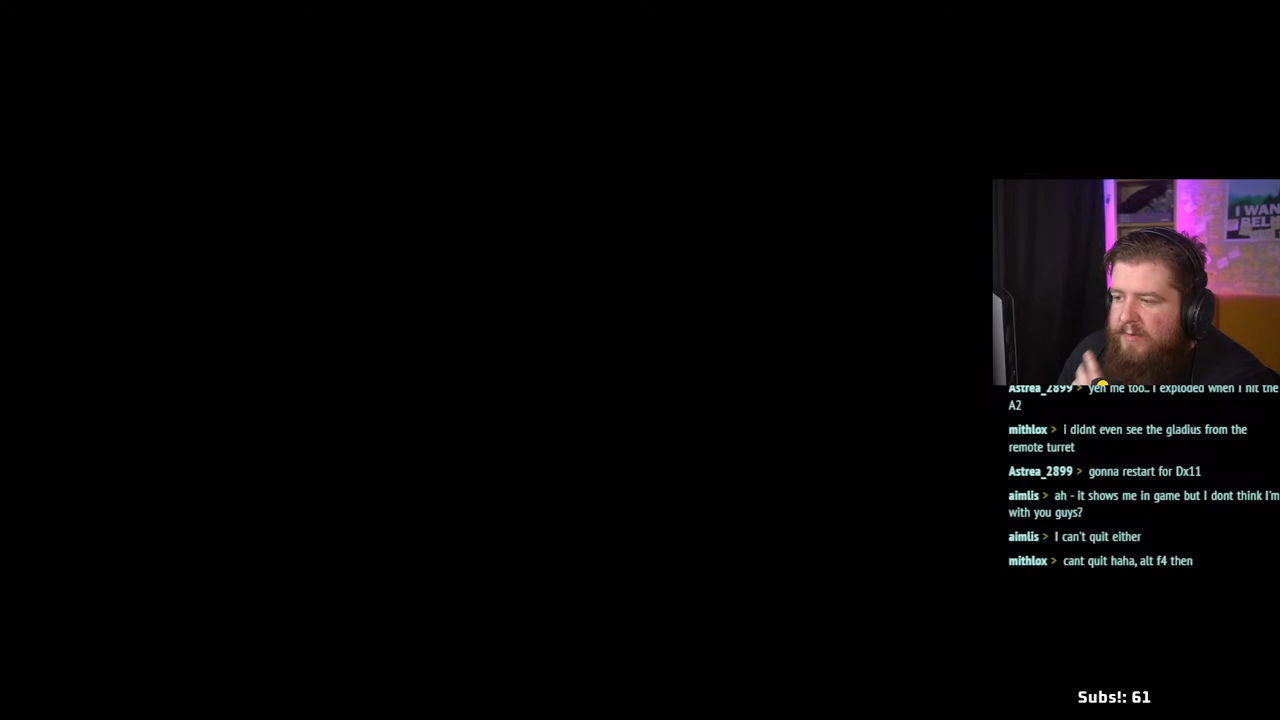 I WAN
BELI
Astrea_2899 > yeh me too.. I exploded when I hit the
A2
mithlox > i didnt even see the gladius from the
remote turret
Astrea_2899 > gonna restart for Dx11
aimlis > ah - it shows me in game but I dont think I'm
with you guys?
aimlis > I can't quit either
mithlox > cant quit haha, alt f4 then
Subs!: 61